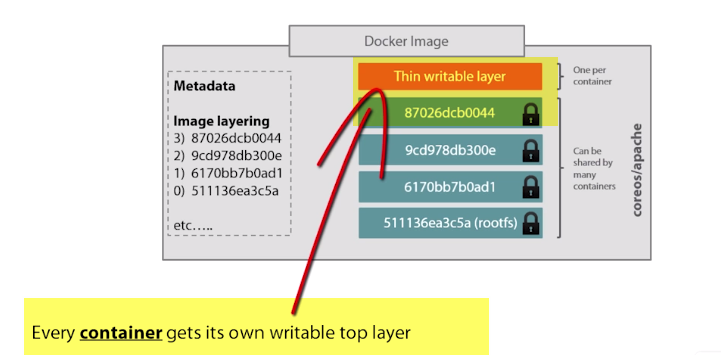 Docker Image
Metadata
Image layering
3) 87026dcb0044
2) 9cd978db300e
1) 6170bb7b0ad1
0) 511136ea3c5a
etc.....
Thin writable layer
87026dcb0044
9cd978db300e
6170bb7b0ad1
511136ea3c5a (rootfs)
One per
container
Can be
shared by
many
containers
coreos/apache
Every container gets its own writable top layer